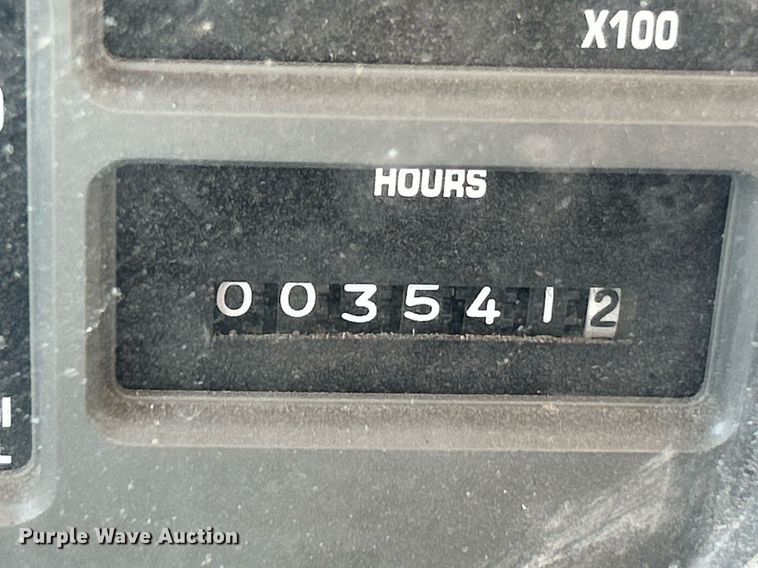 X100
HOURS
0035412
Purple Wave Auction